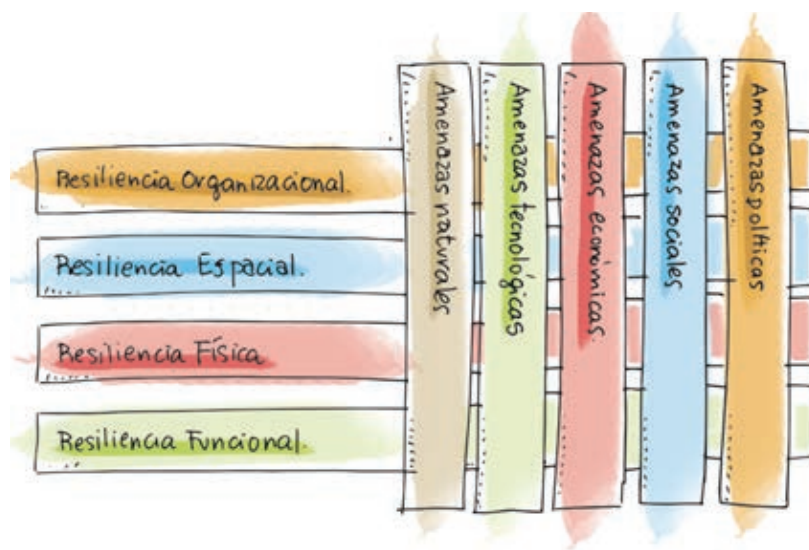 Resiliencia Organizacional.
Resiliencia Espacial.
Resiliencia Física
Resiliencia Funcional.
Amenazas naturales
Amenazas tecnológicas
Amenazas económicas.
Amenazas sociales
Amenazas políticas